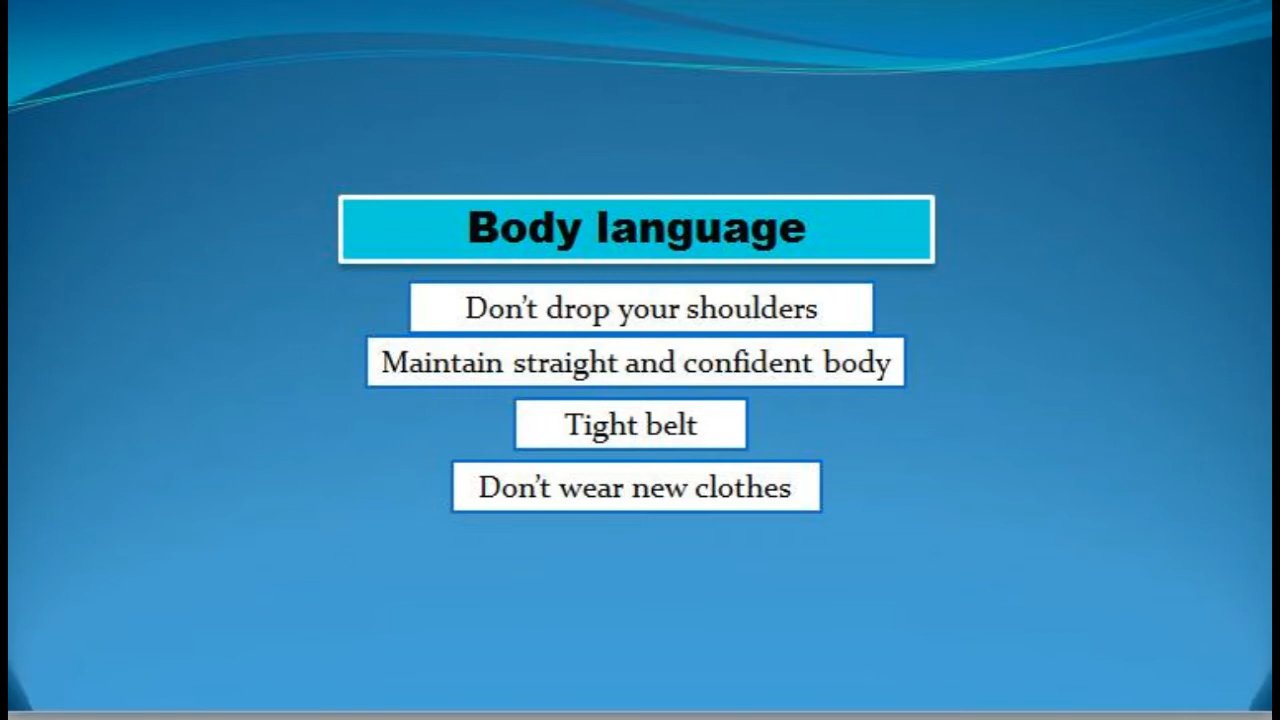 Body language
Don't drop your shoulders
Maintain straight and confident body
Tight belt
Don't wear new clothes